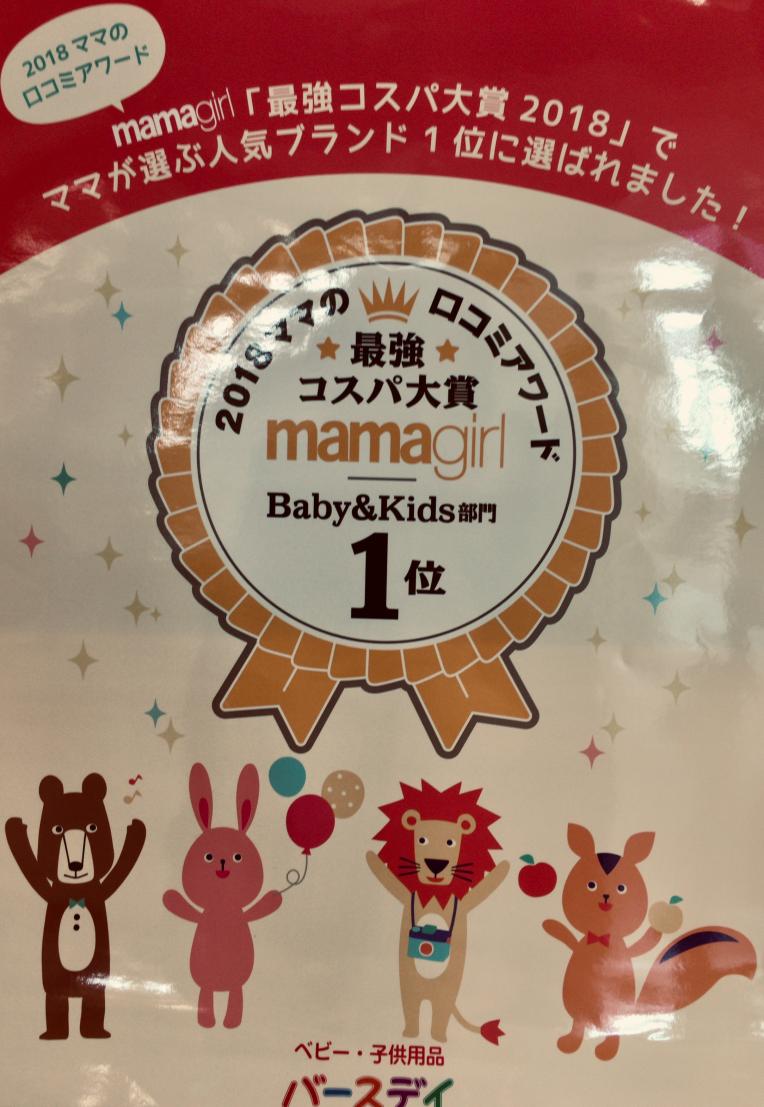 2018 ママの
口コミアワード
mamagirl「最強コスパ大賞 2018」で
ママが選ぶ人気ブランド 1 位に選ばれました！
2018 ママの 口コミアワード
最強
コスパ大賞
mamagirl
Baby&Kids部門
1位
ベビー・子供用品
バースデイ